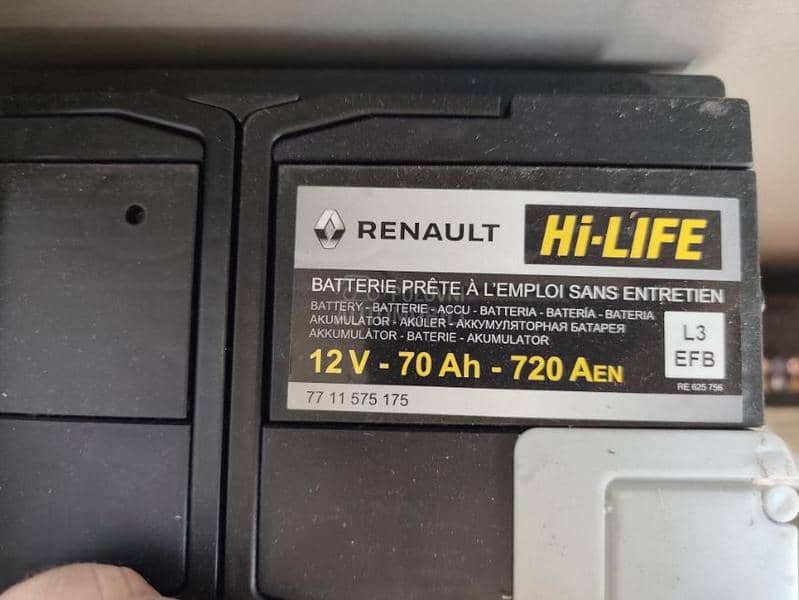 RENAULT Hi-LIFE
BATTERIE PRÊTE À L'EMPLOI SANS ENTRETIEN
BATTERY - BATTERIE - ACCU - BATTERIA - BATERÍA - BATERIA
AKUMULATOR - AKÜLER - АККУМУЛЯТОРНАЯ БАТАРЕЯ
AKKUMULÁTOR - BATERIE - AKUMULATOR
L3
EFB
12 V - 70 Ah - 720 AEN
RE 625 756
77 11 575 175